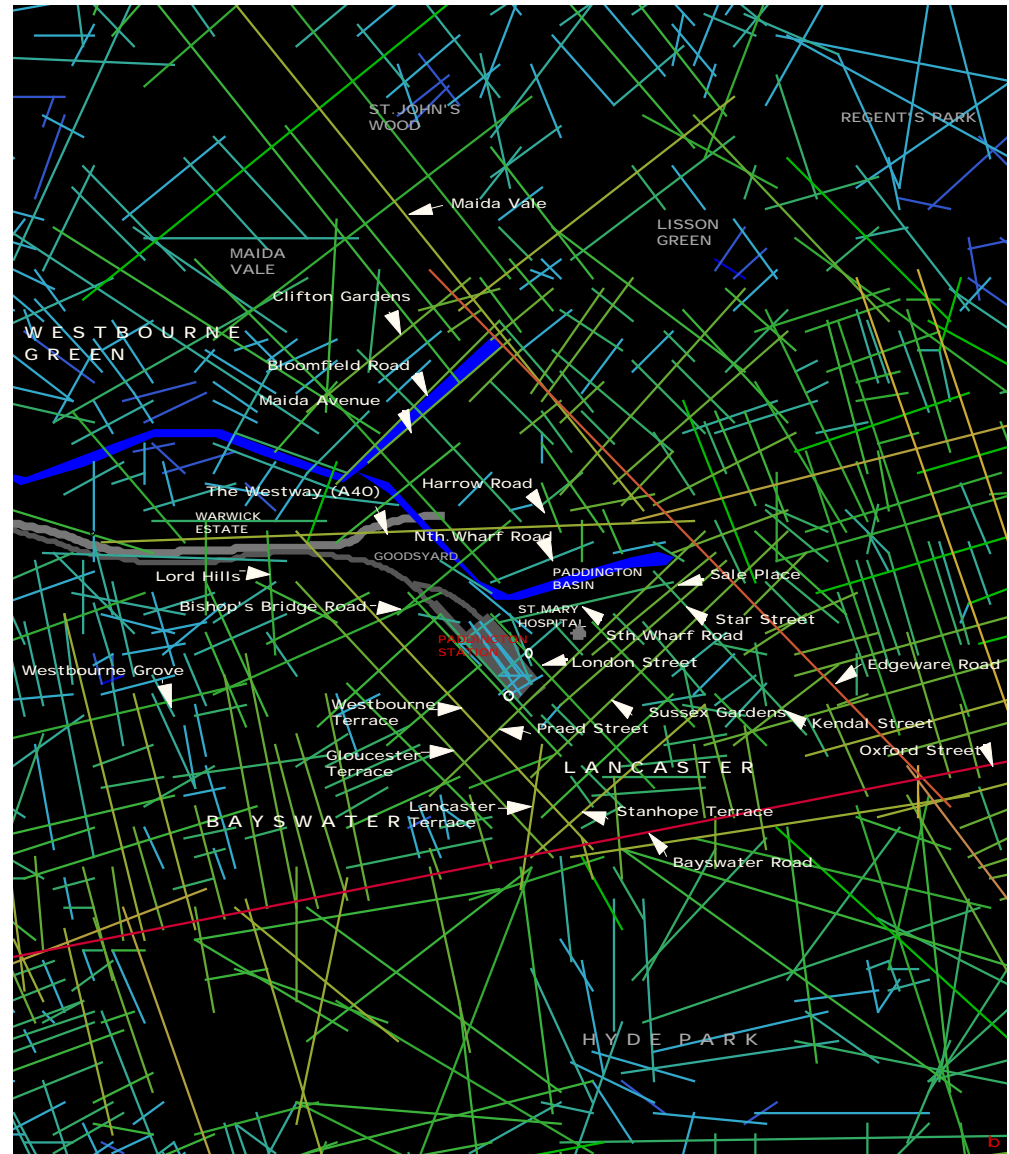 ST.JOHN'S
WOOD
REGENT'S PARK
Maida Vale
LISSON
GREEN
MAIDA
VALE
Clifton Gardens
WESTBOURNE
GREEN
Bloomfield Road
Maida Avenue
Harrow Road
The Westway (A40)
WARWICK
ESTATE
Nth.Wharf Road
GOODSYARD
PADDINGTON
BASIN
Lord Hills
Sale Place
Bishop's Bridge Road
ST.MARY
HOSPITAL
Star Street
Sth.Wharf Road
PADDINGTON
STATION
London Street
Edgeware Road
Westbourne Grove
Westbourne
Terrace
Sussex Gardens
Kendal Street
Praed Street
Gloucester
Terrace
Oxford Street
LANCASTER
Lancaster
Terrace
Stanhope Terrace
BAYSWATER
Bayswater Road
HYDE PARK
b